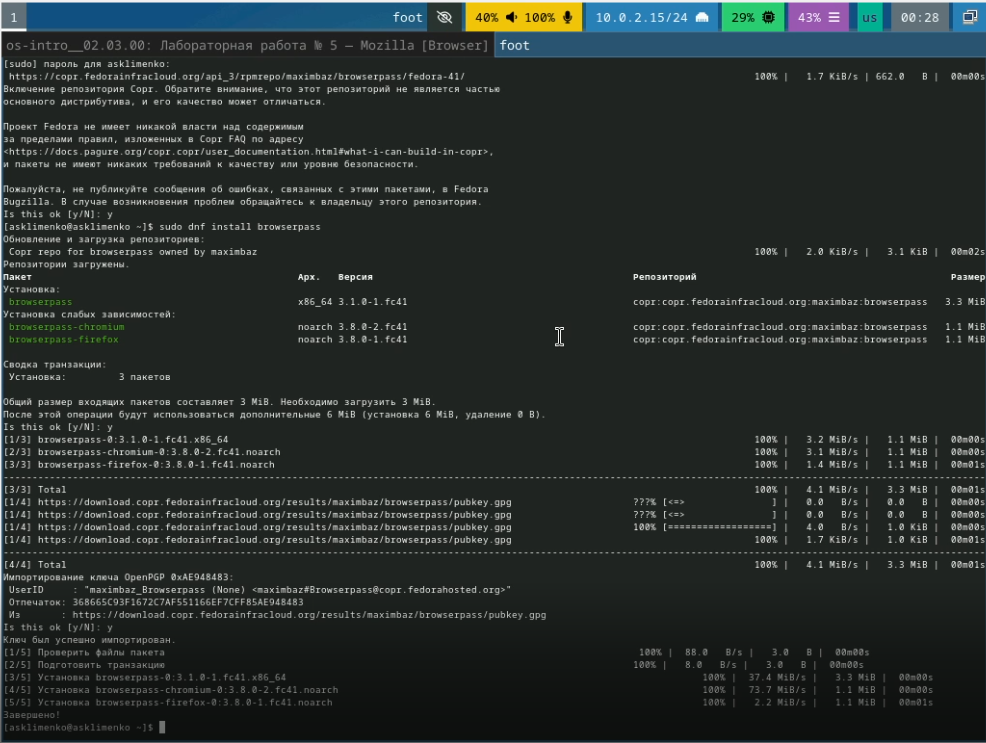 1 foot 40% 100% 10.0.2.15/24 29% 43% us 00:28
os-intro__02.03.00: Лабораторная работа № 5 — Mozilla [Browser] foot
[sudo] пароль для asklimenko:
https://copr.fedorainfracloud.org/api_3/rpmrepo/maximbaz/browserpass/fedora-41/ 100% | 1.7 KiB/s | 662.0 B | 00m00s
Включение репозитория Copr. Обратите внимание, что этот репозиторий не является частью
основного дистрибутива, и его качество может отличаться.
Проект Fedora не имеет никакой власти над содержимым
за пределами правил, изложенных в Copr FAQ по адресу
<https://docs.pagure.org/copr.copr/user_documentation.html#what-i-can-build-in-copr>,
и пакеты не имеют никаких требований к качеству или уровню безопасности.
Пожалуйста, не публикуйте сообщения об ошибках, связанных с этими пакетами, в Fedora
Bugzilla. В случае возникновения проблем обращайтесь к владельцу этого репозитория.
Is this ok [y/N]: y
[asklimenko@asklimenko ~]$ sudo dnf install browserpass
Обновление и загрузка репозиториев:
Copr repo for browserpass owned by maximbaz 100% | 2.0 KiB/s | 3.1 KiB | 00m02s
Репозитории загружены.
Пакет Арх. Версия Репозиторий Размер
Установка:
browserpass x86_64 3.1.0-1.fc41 copr:copr.fedorainfracloud.org:maximbaz:browserpass 3.3 MiB
Установка слабых зависимостей:
browserpass-chromium noarch 3.8.0-2.fc41 copr:copr.fedorainfracloud.org:maximbaz:browserpass 1.1 MiB
browserpass-firefox noarch 3.8.0-1.fc41 copr:copr.fedorainfracloud.org:maximbaz:browserpass 1.1 MiB
Сводка транзакции:
Установка: 3 пакетов
Общий размер входящих пакетов составляет 3 MiB. Необходимо загрузить 3 MiB.
После этой операции будут использоваться дополнительные 6 MiB (установка 6 MiB, удаление 0 B).
Is this ok [y/N]: y
[1/3] browserpass-0:3.1.0-1.fc41.x86_64 100% | 3.2 MiB/s | 1.1 MiB | 00m00s
[2/3] browserpass-chromium-0:3.8.0-2.fc41.noarch 100% | 3.1 MiB/s | 1.1 MiB | 00m00s
[3/3] browserpass-firefox-0:3.8.0-1.fc41.noarch 100% | 1.4 MiB/s | 1.1 MiB | 00m01s
[3/3] Total 100% | 4.1 MiB/s | 3.3 MiB | 00m01s
[1/4] https://download.copr.fedorainfracloud.org/results/maximbaz/browserpass/pubkey.gpg ???% [<=> ] | 0.0 B/s | 0.0 B | 00m00s
[1/4] https://download.copr.fedorainfracloud.org/results/maximbaz/browserpass/pubkey.gpg ???% [<=> ] | 0.0 B/s | 0.0 B | 00m00s
[1/4] https://download.copr.fedorainfracloud.org/results/maximbaz/browserpass/pubkey.gpg 100% [==================] | 4.0 B/s | 1.0 KiB | 00m00s
[1/4] https://download.copr.fedorainfracloud.org/results/maximbaz/browserpass/pubkey.gpg 100% | 1.7 KiB/s | 1.0 KiB | 00m01s
[4/4] Total 100% | 4.1 MiB/s | 3.3 MiB | 00m01s
Импортирование ключа OpenPGP 0xAE948483:
UserID : "maximbaz_Browserpass (None) <maximbaz#Browserpass@copr.fedorahosted.org>"
Отпечаток: 368665C93F1672C7AF551166EF7CFF85AE948483
Из : https://download.copr.fedorainfracloud.org/results/maximbaz/browserpass/pubkey.gpg
Is this ok [y/N]: y
Ключ был успешно импортирован.
[1/5] Проверить файлы пакета 100% | 88.0 B/s | 3.0 B | 00m00s
[2/5] Подготовить транзакцию 100% | 8.0 B/s | 3.0 B | 00m00s
[3/5] Установка browserpass-0:3.1.0-1.fc41.x86_64 100% | 37.4 MiB/s | 3.3 MiB | 00m00s
[4/5] Установка browserpass-chromium-0:3.8.0-2.fc41.noarch 100% | 73.7 MiB/s | 1.1 MiB | 00m00s
[5/5] Установка browserpass-firefox-0:3.8.0-1.fc41.noarch 100% | 2.2 MiB/s | 1.1 MiB | 00m01s
Завершено!
[asklimenko@asklimenko ~]$